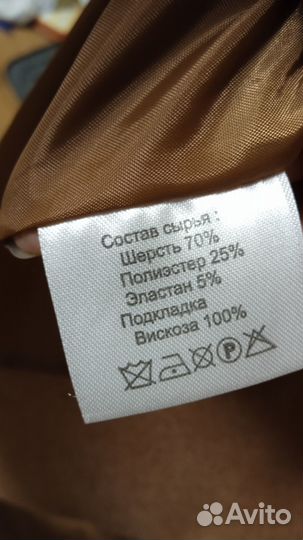 Состав сырья :
Шерсть 70%
Полиэстер 25%
Эластан 5%
Подкладка
Вискоза 100%
P
Avito